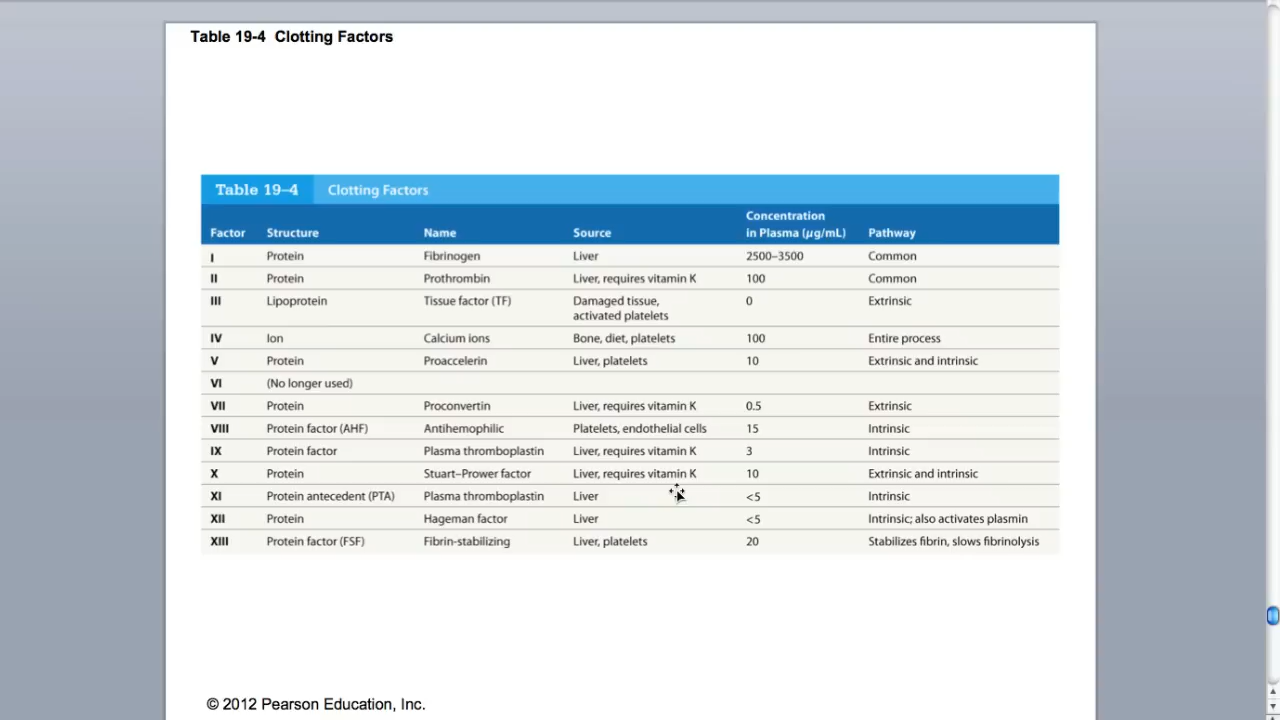 Table 19-4 Clotting Factors
Table 19–4 Clotting Factors
Concentration
Factor Structure Name Source in Plasma (μg/mL) Pathway
I Protein Fibrinogen Liver 2500–3500 Common
II Protein Prothrombin Liver, requires vitamin K 100 Common
III Lipoprotein Tissue factor (TF) Damaged tissue, 0 Extrinsic
activated platelets
IV Ion Calcium ions Bone, diet, platelets 100 Entire process
V Protein Proaccelerin Liver, platelets 10 Extrinsic and intrinsic
VI (No longer used)
VII Protein Proconvertin Liver, requires vitamin K 0.5 Extrinsic
VIII Protein factor (AHF) Antihemophilic Platelets, endothelial cells 15 Intrinsic
IX Protein factor Plasma thromboplastin Liver, requires vitamin K 3 Intrinsic
X Protein Stuart–Prower factor Liver, requires vitamin K 10 Extrinsic and intrinsic
XI Protein antecedent (PTA) Plasma thromboplastin Liver <5 Intrinsic
XII Protein Hageman factor Liver <5 Intrinsic; also activates plasmin
XIII Protein factor (FSF) Fibrin-stabilizing Liver, platelets 20 Stabilizes fibrin, slows fibrinolysis
© 2012 Pearson Education, Inc.